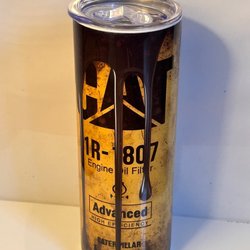 CAT
1R-1807
Engine Oil Filter
Advanced
HIGH EFFICIENCY
CATERPILLAR